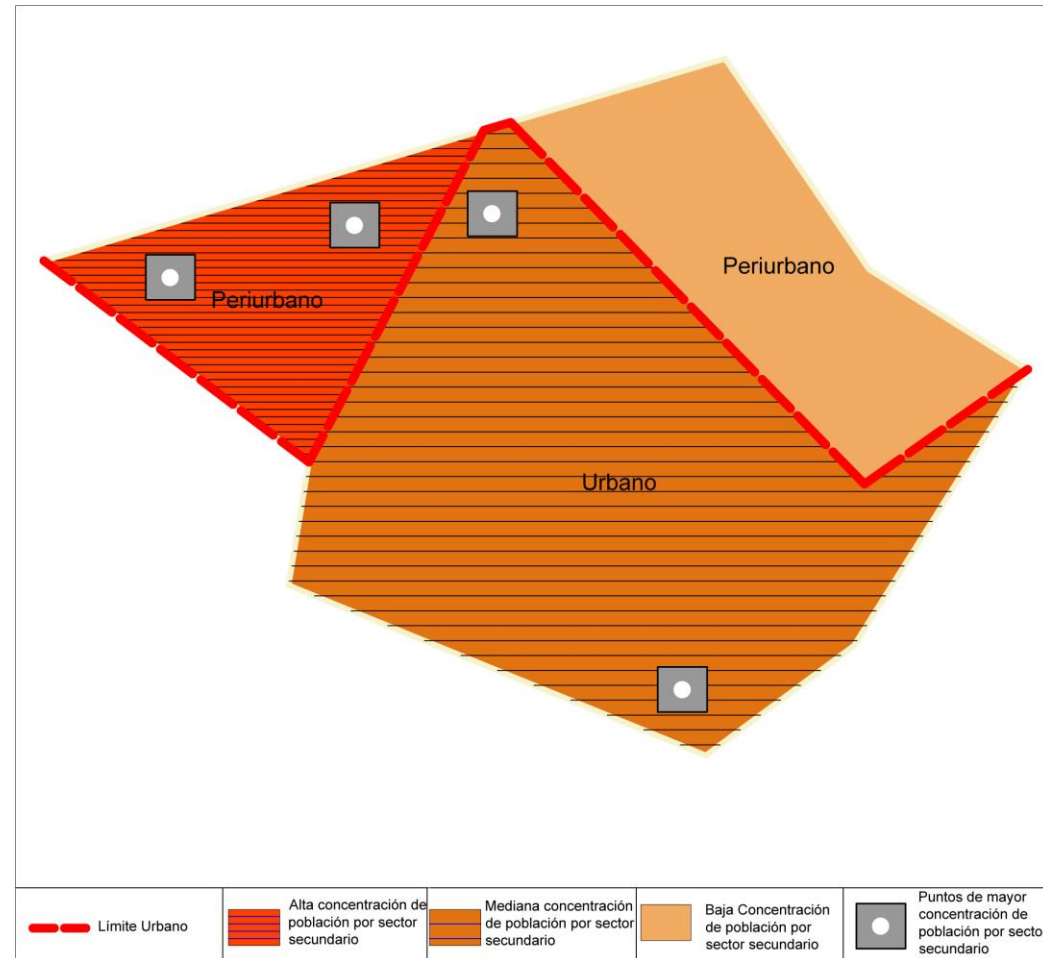 Periurbano
Periurbano
Urbano
Límite Urbano
Alta concentración de
población por sector
secundario
Mediana concentración
de población por sector
secundario
Baja Concentración
de población por
sector secundario
Puntos de mayor
concentración de
población por secto
secundario